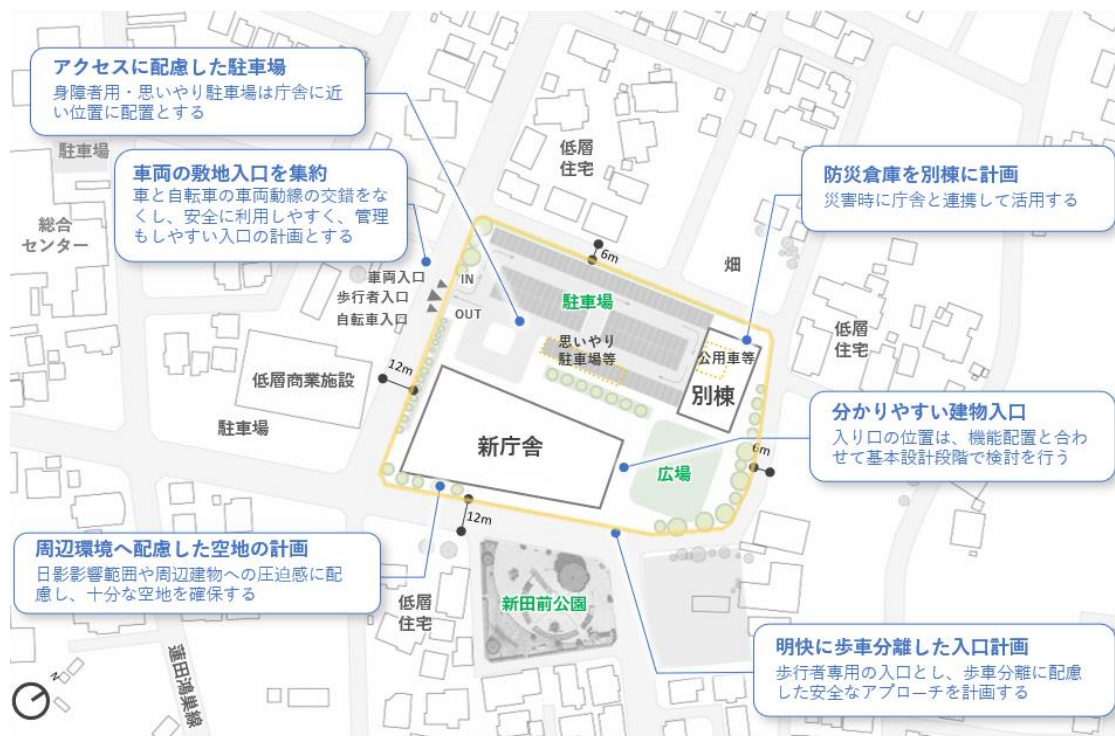 アクセスに配慮した駐車場
身障者用・思いやり駐車場は庁舎に近
い位置に配置とする
駐車場
車両の敷地入口を集約
車と自転車の車両動線の交錯をな
くし、安全に利用しやすく、管理
もしやすい入口の計画とする
総合
センター
低層
住宅
防災倉庫を別棟に計画
災害時に庁舎と連携して活用する
6m
畑
車両入口
歩行者入口
自転車入口
IN
OUT
駐車場
思いやり
駐車場等
公用車等
別棟
低層
住宅
12m
低層商業施設
駐車場
新庁舎
広場
6m
分かりやすい建物入口
入り口の位置は、機能配置と合わ
せて基本設計段階で検討を行う
12m
周辺環境へ配慮した空地の計画
日影影響範囲や周辺建物への圧迫感に配
慮し、十分な空地を確保する
低層
住宅
新田前公園
明快に歩車分離した入口計画
歩行者専用の入口とし、歩車分離に配慮
した安全なアプローチを計画する
蓮田鴻巣線
N